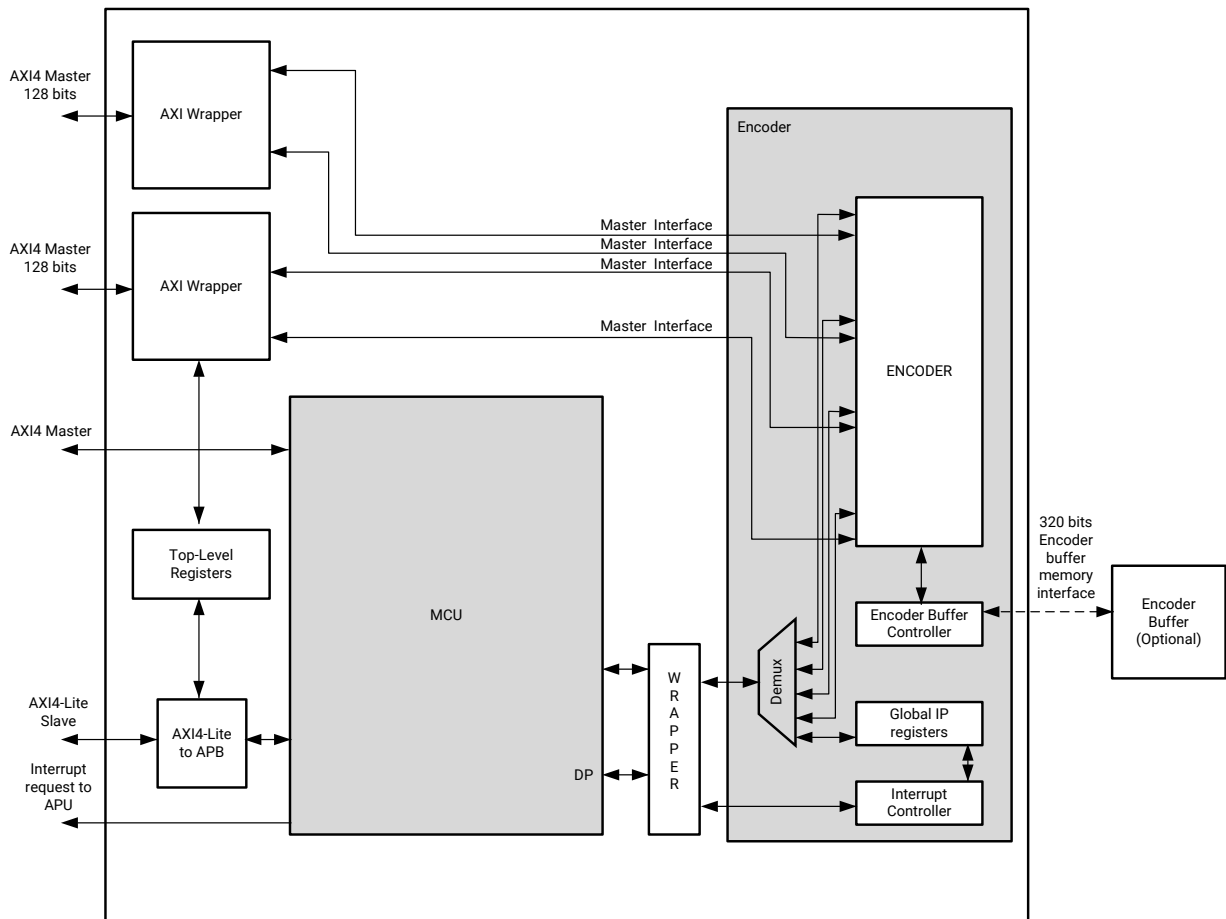 AXI4 Master
128 bits
AXI Wrapper
Encoder
Master Interface
Master Interface
Master Interface
AXI4 Master
128 bits
AXI Wrapper
Master Interface
ENCODER
AXI4 Master
Top-Level
Registers
MCU
320 bits
Encoder
buffer
memory
interface
Encoder Buffer
Controller
Encoder
Buffer
(Optional)
W
R
A
P
P
E
R
Demux
AXI4-Lite
Slave
AXI4-Lite
to APB
Global IP
registers
Interrupt
request to
APU
DP
Interrupt
Controller